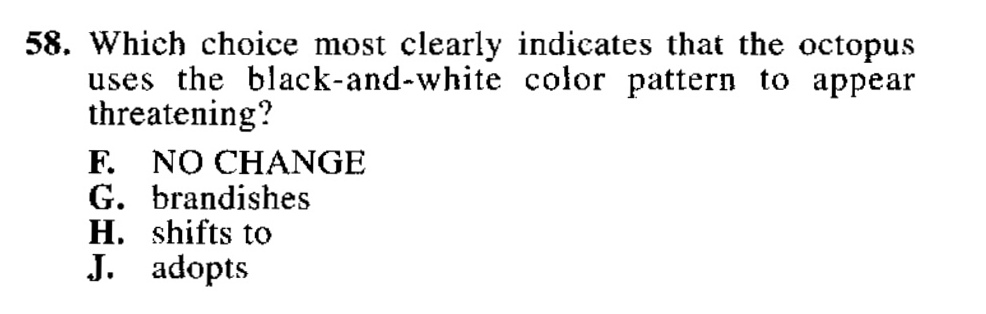 58. Which choice most clearly indicates that the octopus
uses the black-and-white color pattern to appear
threatening?
F. NO CHANGE
G. brandishes
H. shifts to
J. adopts